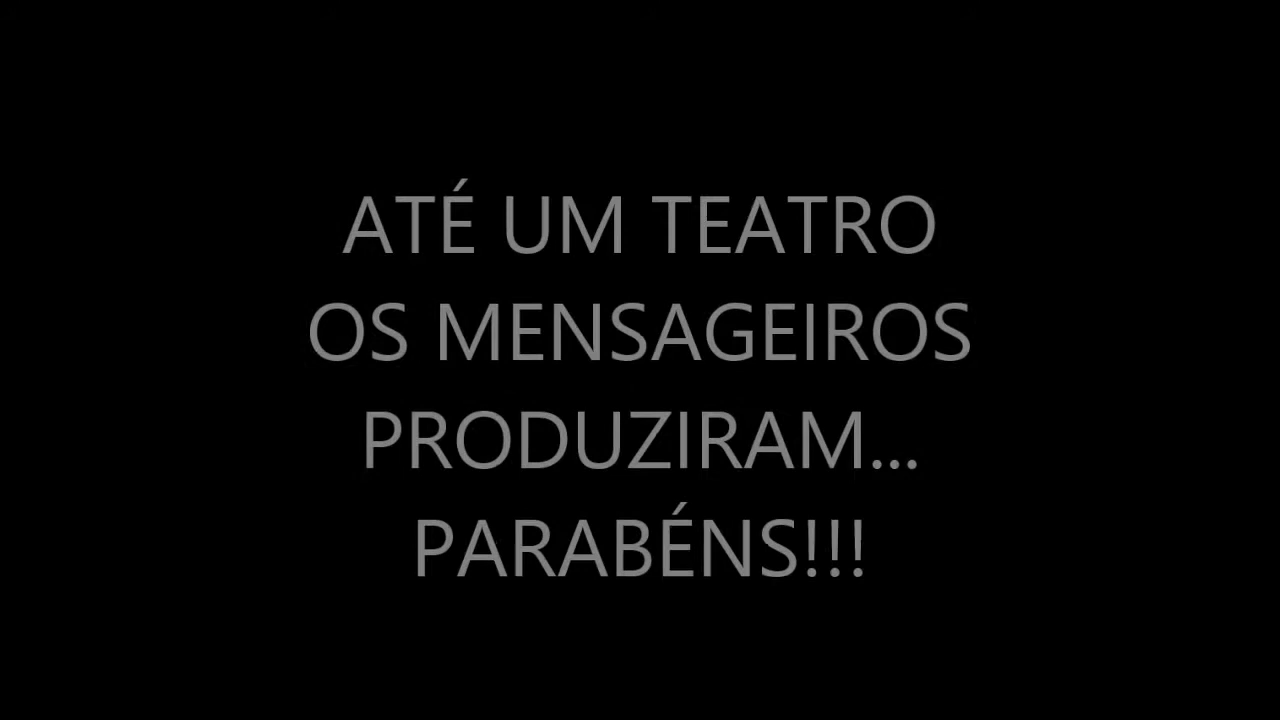 ATÉ UM TEATRO
OS MENSAGEIROS
PRODUZIRAM...
PARABÉNS!!!